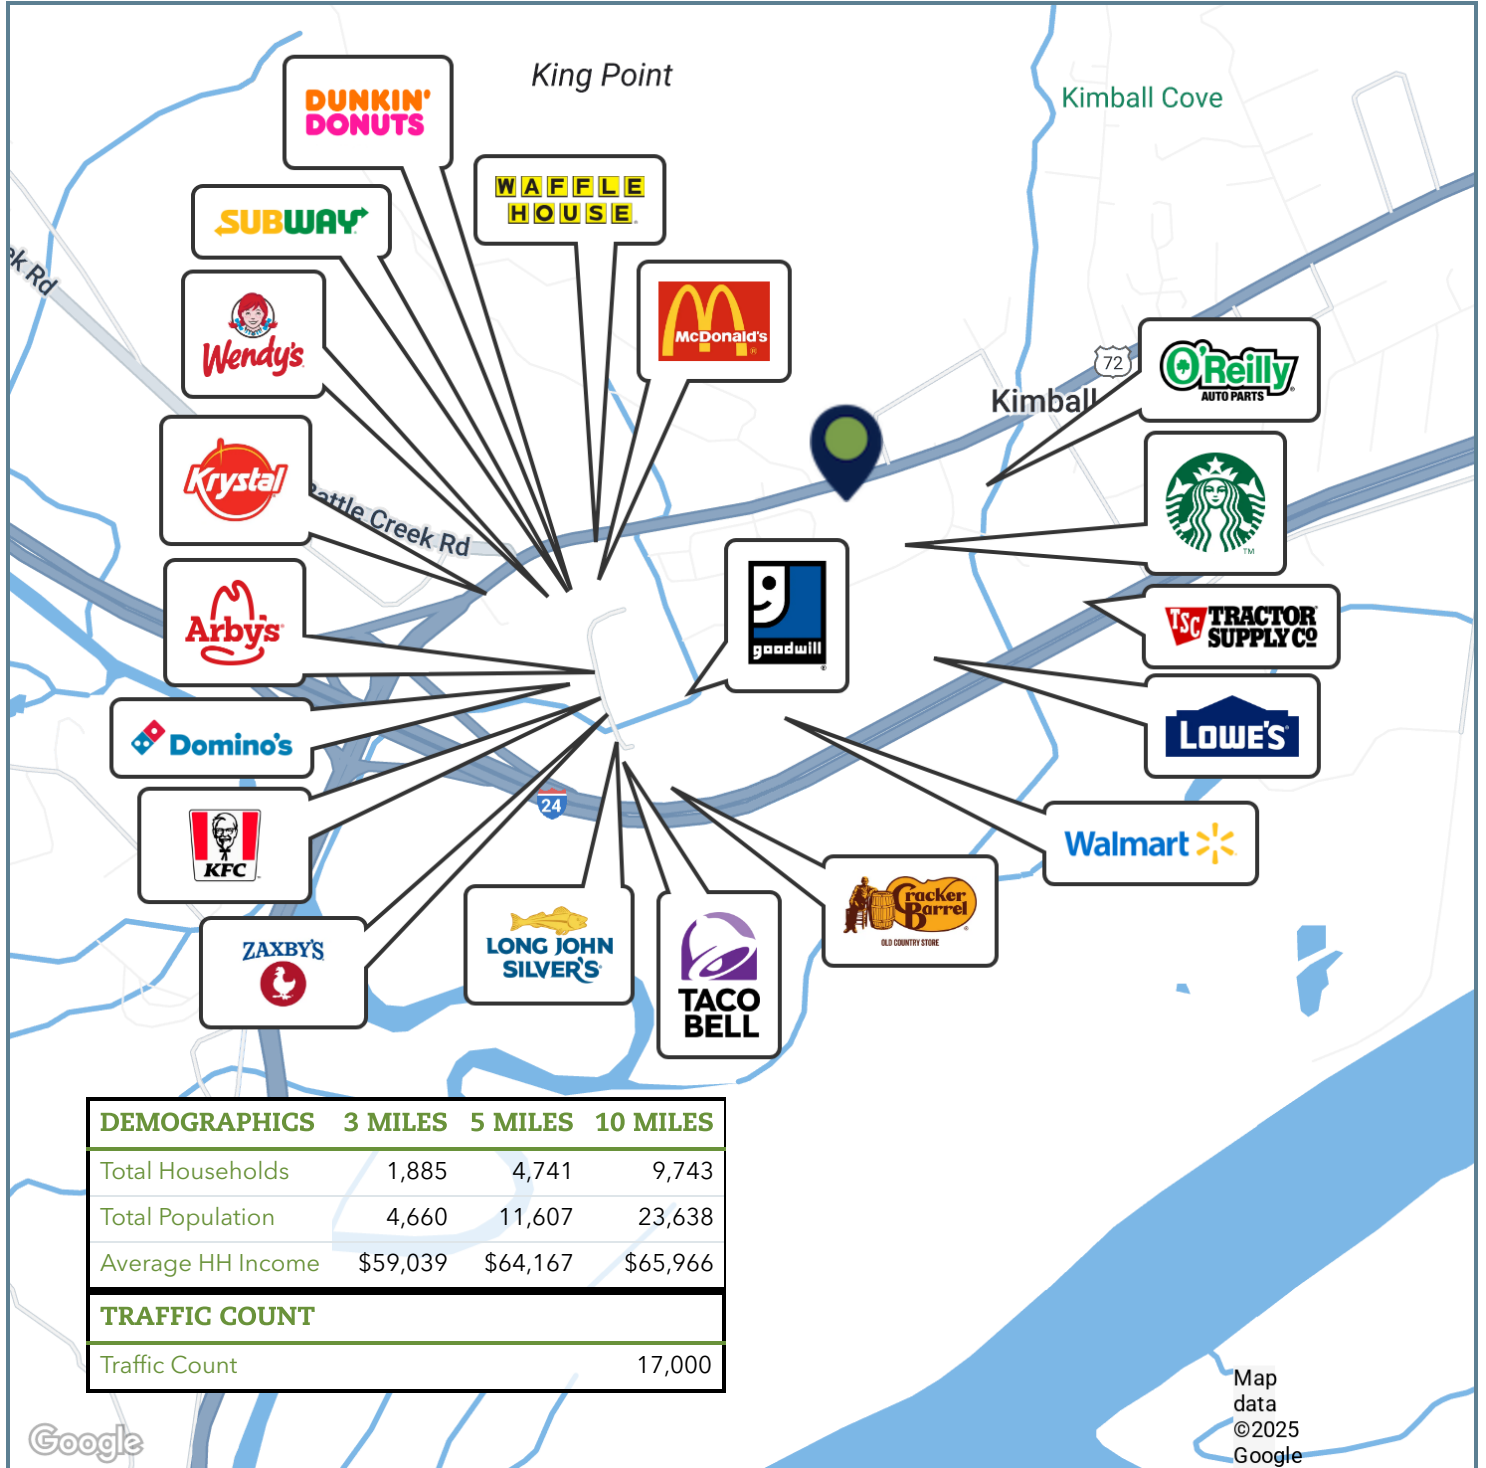 King Point
Kimball Cove
DUNKIN'
DONUTS
WAFFLE
HOUSE
SUBWAY
ek Rd
Wendy's
McDonald's
72
O'Reilly
AUTO PARTS
Kimball
Krystal
Battle Creek Rd
TM
goodwill
Arby's
TSC TRACTOR
SUPPLY CO
Domino's
LOWE'S
24
KFC
Walmart
Cracker
Barrel
OLD COUNTRY STORE
ZAXBY'S
LONG JOHN
SILVER'S
TACO
BELL
DEMOGRAPHICS 3 MILES 5 MILES 10 MILES
Total Households 1,885 4,741 9,743
Total Population 4,660 11,607 23,638
Average HH Income $59,039 $64,167 $65,966
TRAFFIC COUNT
Traffic Count 17,000
Google
Map
data
©2025
Google